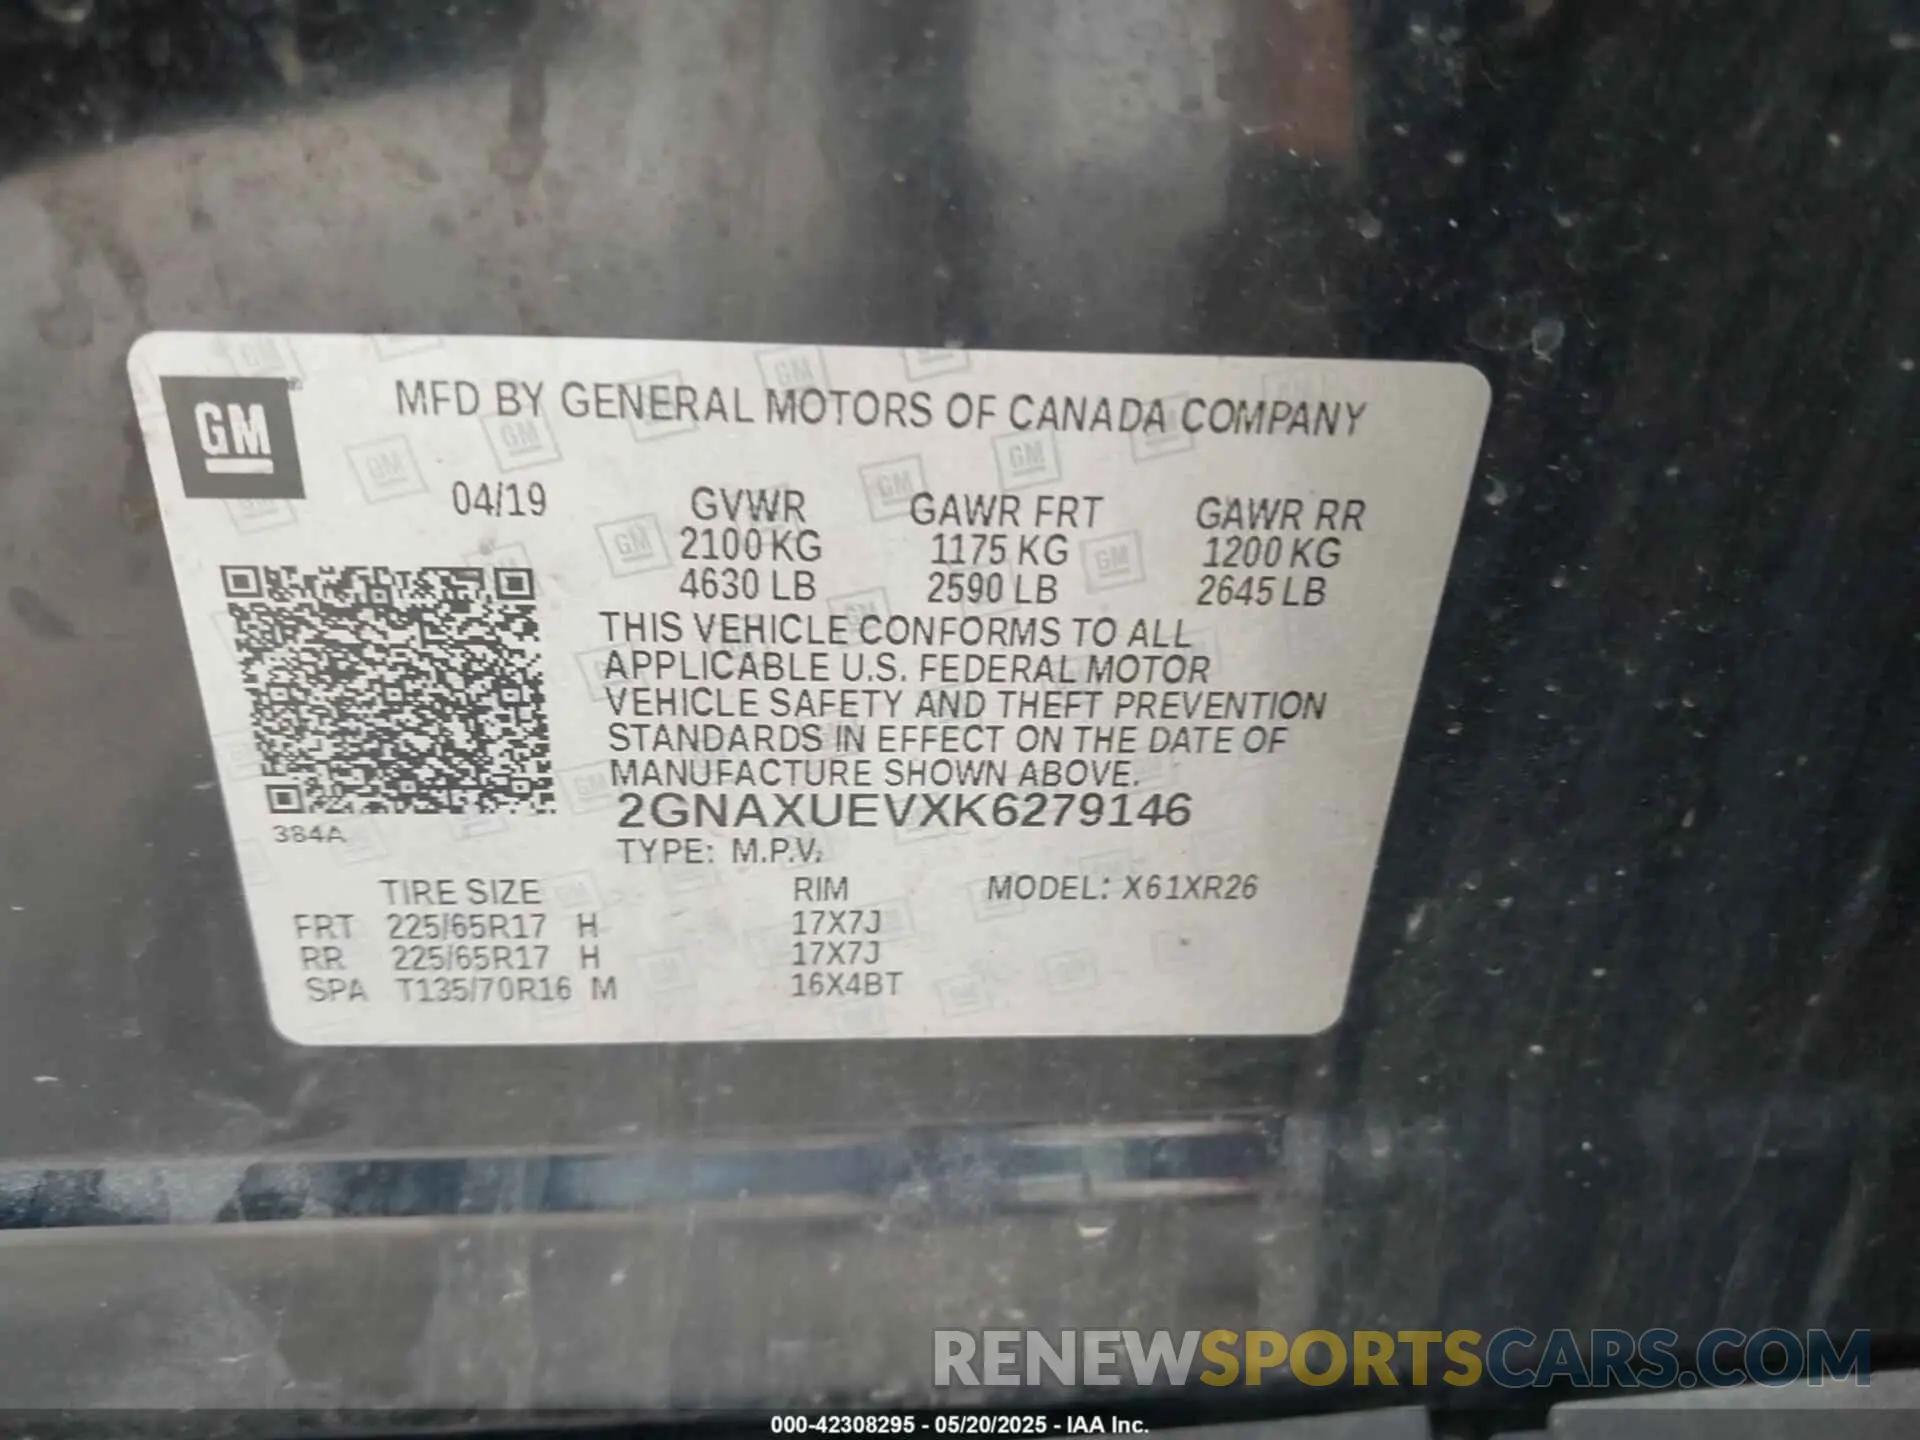 GM
MFD BY GENERAL MOTORS OF CANADA COMPANY
04/19 GVWR GAWR FRT GAWR RR
2100 KG 1175 KG 1200 KG
4630 LB 2590 LB 2645 LB
THIS VEHICLE CONFORMS TO ALL
APPLICABLE U.S. FEDERAL MOTOR
VEHICLE SAFETY AND THEFT PREVENTION
STANDARDS IN EFFECT ON THE DATE OF
MANUFACTURE SHOWN ABOVE.
2GNAXUEVXK6279146
384A
TYPE: M.P.V.
TIRE SIZE RIM MODEL: X61XR26
FRT 225/65R17 H 17X7J
RR 225/65R17 H 17X7J
SPA T135/70R16 M 16X4BT
RENEWSPORTSCARS.COM
000-42308295 - 05/20/2025 - IAA Inc.